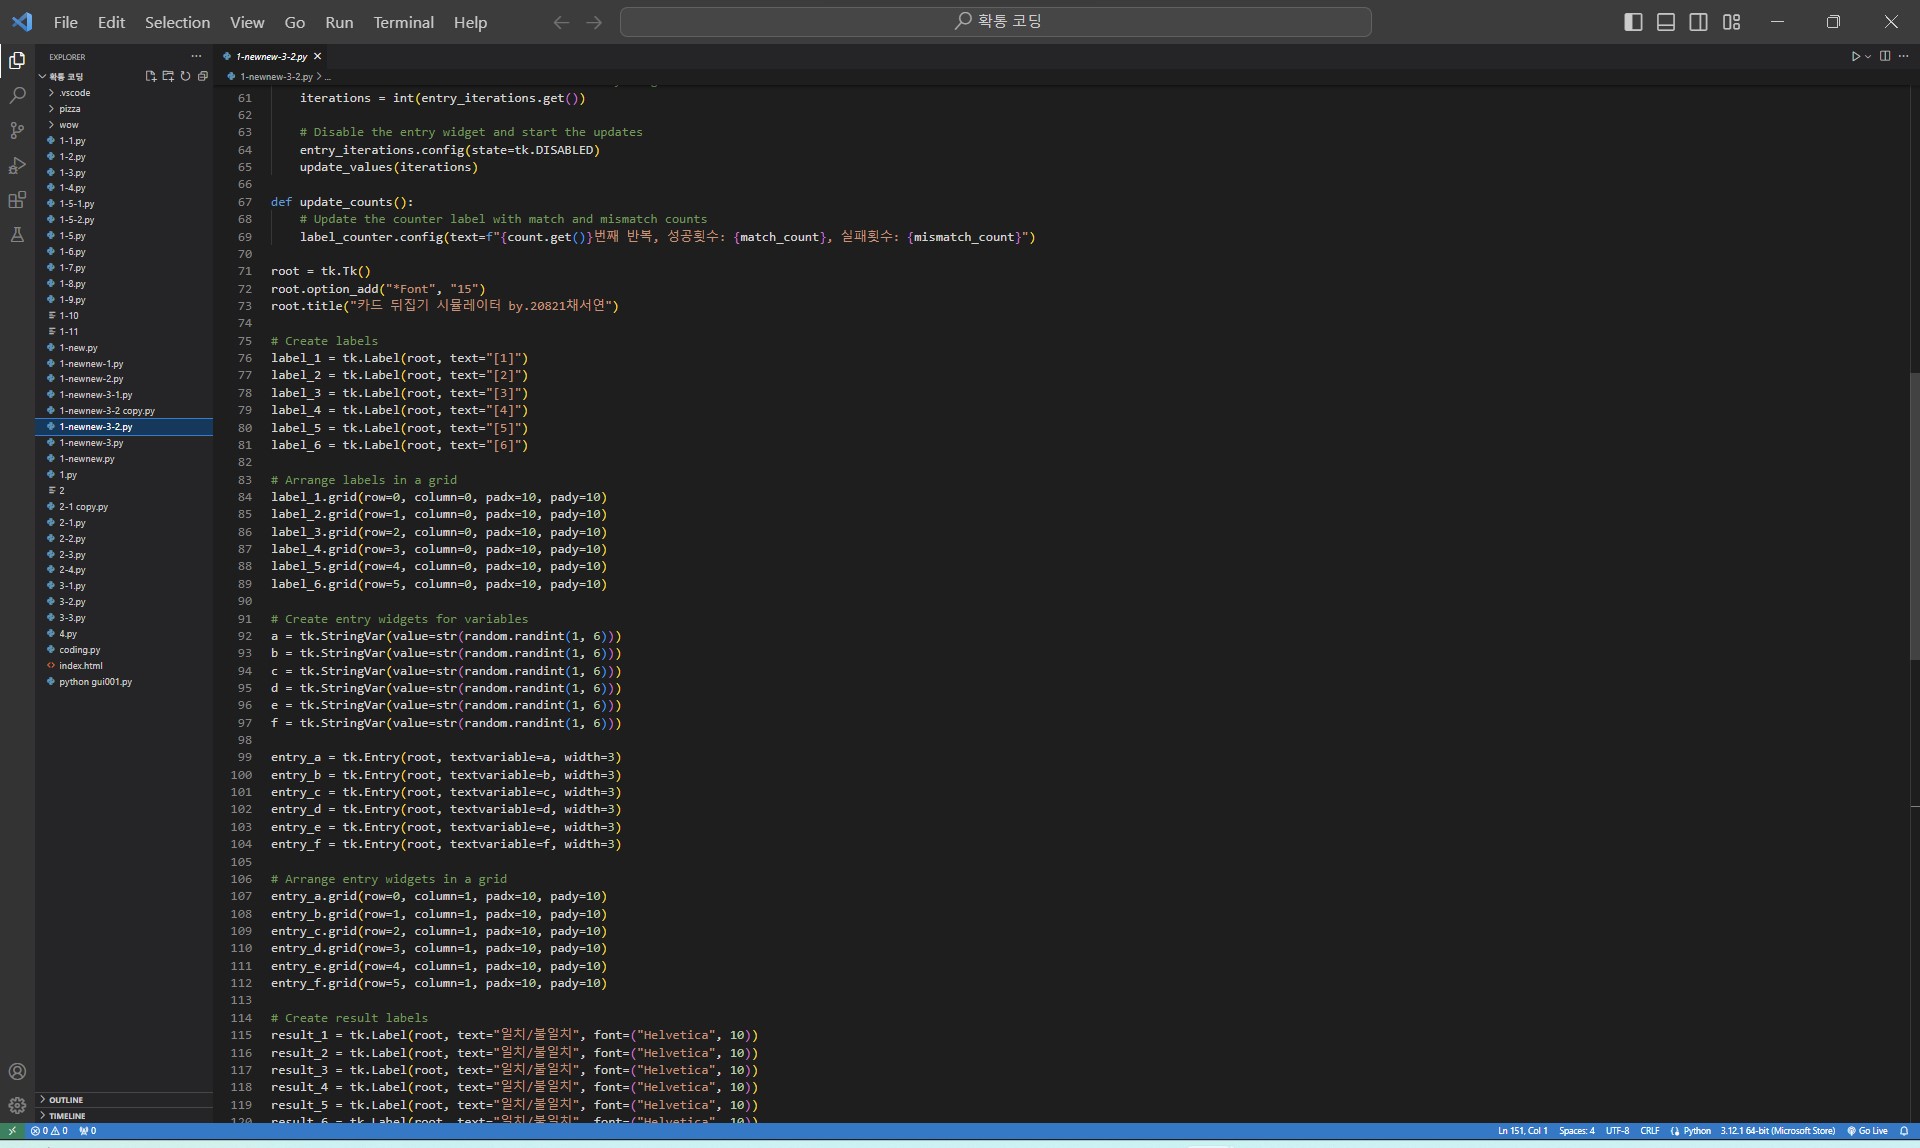 File Edit Selection View Go Run Terminal Help
확통 코딩
EXPLORER
확통 코딩
.vscode
pizza
wow
1-1.py
1-2.py
1-3.py
1-4.py
1-5-1.py
1-5-2.py
1-5.py
1-6.py
1-7.py
1-8.py
1-9.py
1-10
1-11
1-new.py
1-newnew-1.py
1-newnew-2.py
1-newnew-3-1.py
1-newnew-3-2 copy.py
1-newnew-3-2.py
1-newnew-3.py
1-newnew.py
1.py
2
2-1 copy.py
2-1.py
2-2.py
2-3.py
2-4.py
3-1.py
3-2.py
3-3.py
4.py
coding.py
index.html
python gui001.py
OUTLINE
TIMELINE
1-newnew-3-2.py
1-newnew-3-2.py > ...
61 iterations = int(entry_iterations.get())
62
63 # Disable the entry widget and start the updates
64 entry_iterations.config(state=tk.DISABLED)
65 update_values(iterations)
66
67 def update_counts():
68 # Update the counter label with match and mismatch counts
69 label_counter.config(text=f"{count.get()}번째 반복, 성공횟수: {match_count}, 실패횟수: {mismatch_count}")
70
71 root = tk.Tk()
72 root.option_add("*Font", "15")
73 root.title("카드 뒤집기 시뮬레이터 by.20821채서연")
74
75 # Create labels
76 label_1 = tk.Label(root, text="[1]")
77 label_2 = tk.Label(root, text="[2]")
78 label_3 = tk.Label(root, text="[3]")
79 label_4 = tk.Label(root, text="[4]")
80 label_5 = tk.Label(root, text="[5]")
81 label_6 = tk.Label(root, text="[6]")
82
83 # Arrange labels in a grid
84 label_1.grid(row=0, column=0, padx=10, pady=10)
85 label_2.grid(row=1, column=0, padx=10, pady=10)
86 label_3.grid(row=2, column=0, padx=10, pady=10)
87 label_4.grid(row=3, column=0, padx=10, pady=10)
88 label_5.grid(row=4, column=0, padx=10, pady=10)
89 label_6.grid(row=5, column=0, padx=10, pady=10)
90
91 # Create entry widgets for variables
92 a = tk.StringVar(value=str(random.randint(1, 6)))
93 b = tk.StringVar(value=str(random.randint(1, 6)))
94 c = tk.StringVar(value=str(random.randint(1, 6)))
95 d = tk.StringVar(value=str(random.randint(1, 6)))
96 e = tk.StringVar(value=str(random.randint(1, 6)))
97 f = tk.StringVar(value=str(random.randint(1, 6)))
98
99 entry_a = tk.Entry(root, textvariable=a, width=3)
100 entry_b = tk.Entry(root, textvariable=b, width=3)
101 entry_c = tk.Entry(root, textvariable=c, width=3)
102 entry_d = tk.Entry(root, textvariable=d, width=3)
103 entry_e = tk.Entry(root, textvariable=e, width=3)
104 entry_f = tk.Entry(root, textvariable=f, width=3)
105
106 # Arrange entry widgets in a grid
107 entry_a.grid(row=0, column=1, padx=10, pady=10)
108 entry_b.grid(row=1, column=1, padx=10, pady=10)
109 entry_c.grid(row=2, column=1, padx=10, pady=10)
110 entry_d.grid(row=3, column=1, padx=10, pady=10)
111 entry_e.grid(row=4, column=1, padx=10, pady=10)
112 entry_f.grid(row=5, column=1, padx=10, pady=10)
113
114 # Create result labels
115 result_1 = tk.Label(root, text="일치/불일치", font=("Helvetica", 10))
116 result_2 = tk.Label(root, text="일치/불일치", font=("Helvetica", 10))
117 result_3 = tk.Label(root, text="일치/불일치", font=("Helvetica", 10))
118 result_4 = tk.Label(root, text="일치/불일치", font=("Helvetica", 10))
119 result_5 = tk.Label(root, text="일치/불일치", font=("Helvetica", 10))
120 result_6 = tk.Label(root, text="일치/불일치", font=("Helvetica", 10))
0 0 0 Ln 151, Col 1 Spaces: 4 UTF-8 CRLF Python 3.12.1 64-bit (Microsoft Store) Go Live